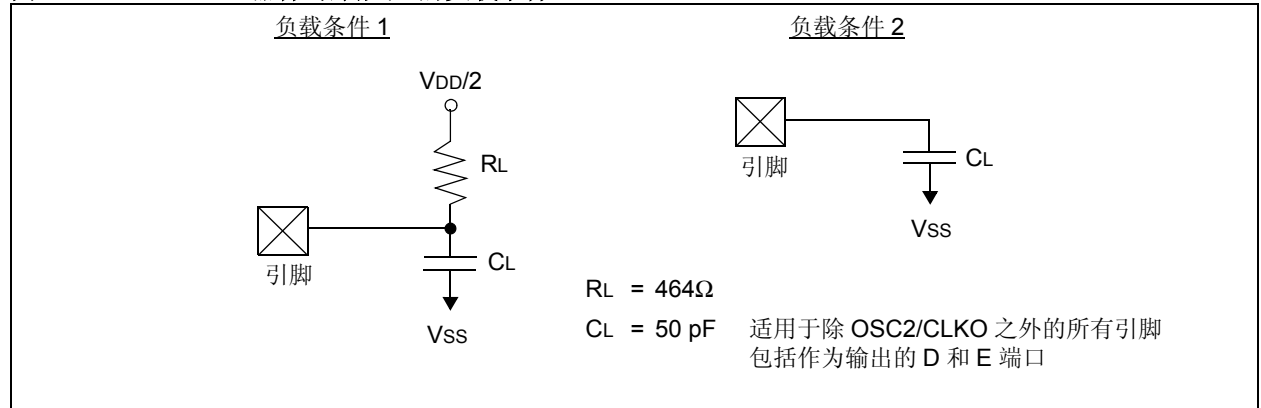 负载条件 1
负载条件 2
VDD/2
RL
引脚
CL
VSS
引脚
CL
VSS
RL = 464Ω
CL = 50 pF 适用于除 OSC2/CLKO 之外的所有引脚
包括作为输出的 D 和 E 端口